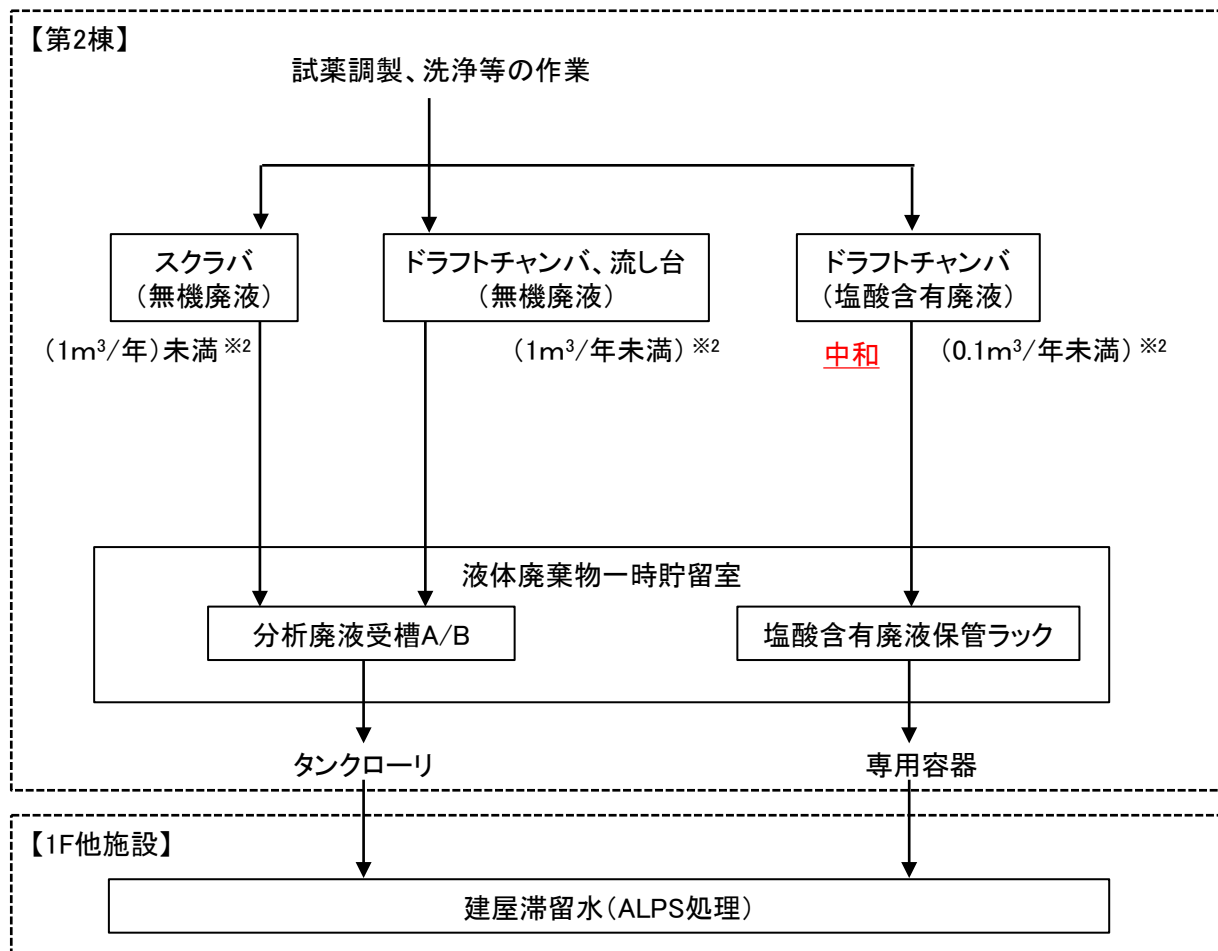 【第2棟】
試薬調製、洗浄等の作業
スクラバ
（無機廃液）
ドラフトチャンバ、流し台
（無機廃液）
ドラフトチャンバ
（塩酸含有廃液）
（1m³/年）未満 ※2
（1m³/年未満）※2
中和
（0.1m³/年未満）※2
液体廃棄物一時貯留室
分析廃液受槽A/B
塩酸含有廃液保管ラック
タンクローリ
専用容器
【1F他施設】
建屋滞留水（ALPS処理）